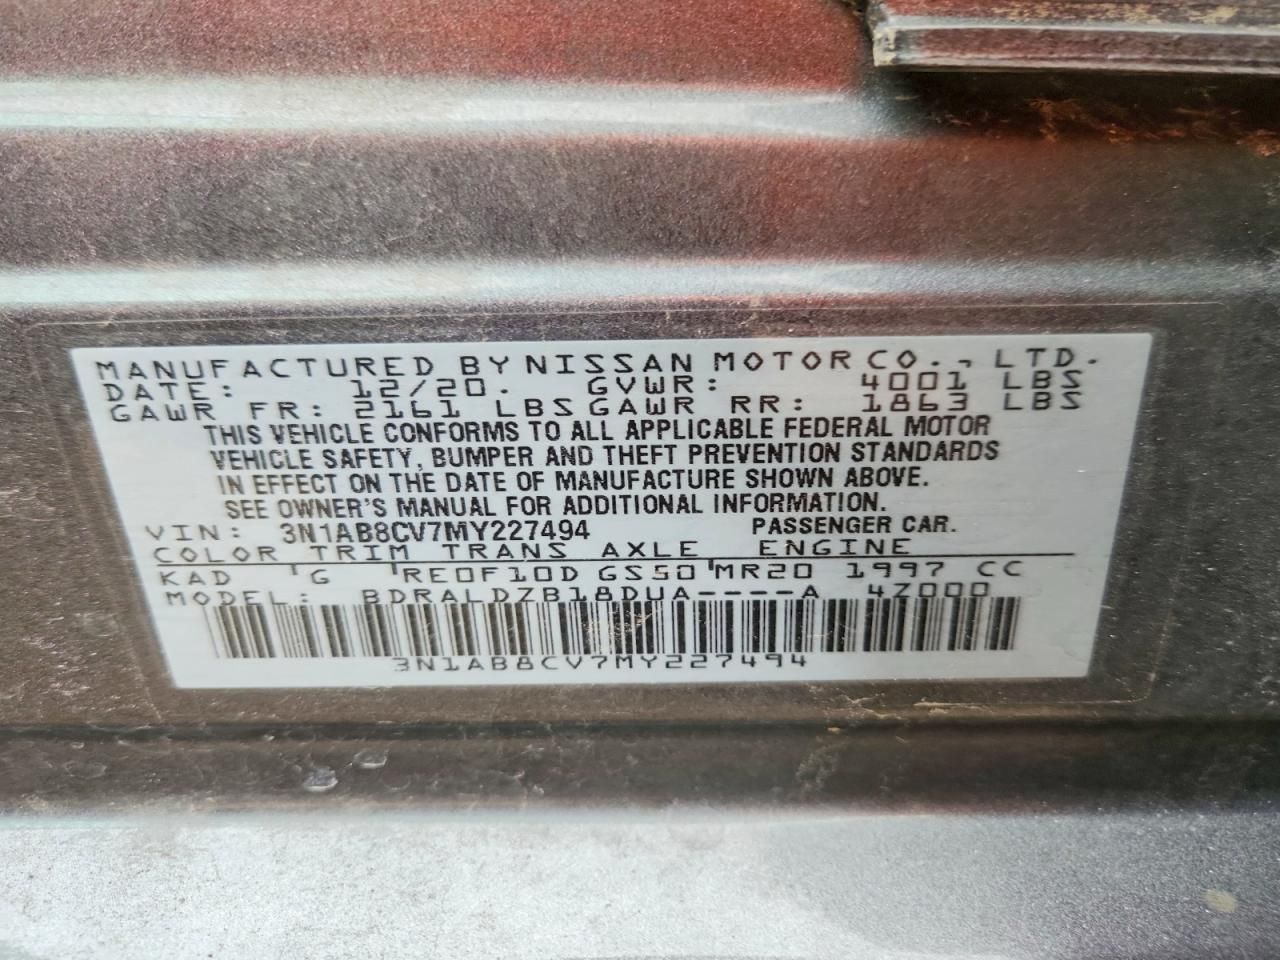 MANUFACTURED BY NISSAN MOTOR CO., LTD.
DATE: 12/20. GVWR: 4001 LBS
GAWR FR: 2161 LBS GAWR RR: 1863 LBS
THIS VEHICLE CONFORMS TO ALL APPLICABLE FEDERAL MOTOR
VEHICLE SAFETY, BUMPER AND THEFT PREVENTION STANDARDS
IN EFFECT ON THE DATE OF MANUFACTURE SHOWN ABOVE.
SEE OWNER'S MANUAL FOR ADDITIONAL INFORMATION.
VIN: 3N1AB8CV7MY227494 PASSENGER CAR.
COLOR TRIM TRANS AXLE ENGINE
KAD G RE0F10D GS50 MR20 1997 CC
MODEL: BDRALDZB18DUA----A 4Z000
3N1AB8CV7MY227494